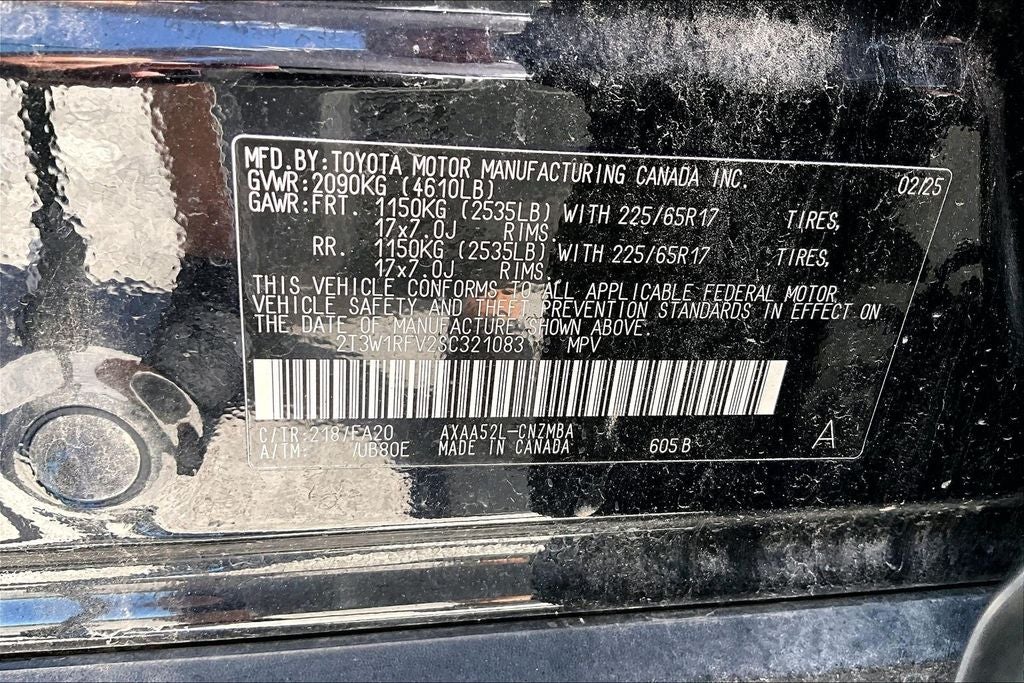 MFD.BY:TOYOTA MOTOR MANUFACTURING CANADA INC. 02/25
GVWR:2090KG (4610LB)
GAWR:FRT. 1150KG (2535LB) WITH 225/65R17 TIRES,
17x7.0J RIMS.
RR. 1150KG (2535LB) WITH 225/65R17 TIRES,
17x7.0J RIMS
THIS VEHICLE CONFORMS TO ALL APPLICABLE FEDERAL MOTOR
VEHICLE SAFETY AND THEFT PREVENTION STANDARDS IN EFFECT ON
THE DATE OF MANUFACTURE SHOWN ABOVE.
2T3W1RFV2SC321083 MPV
C/TR:218/FA20 AXAA52L-CNZMBA
A/TM: /UB80E MADE IN CANADA 605B A